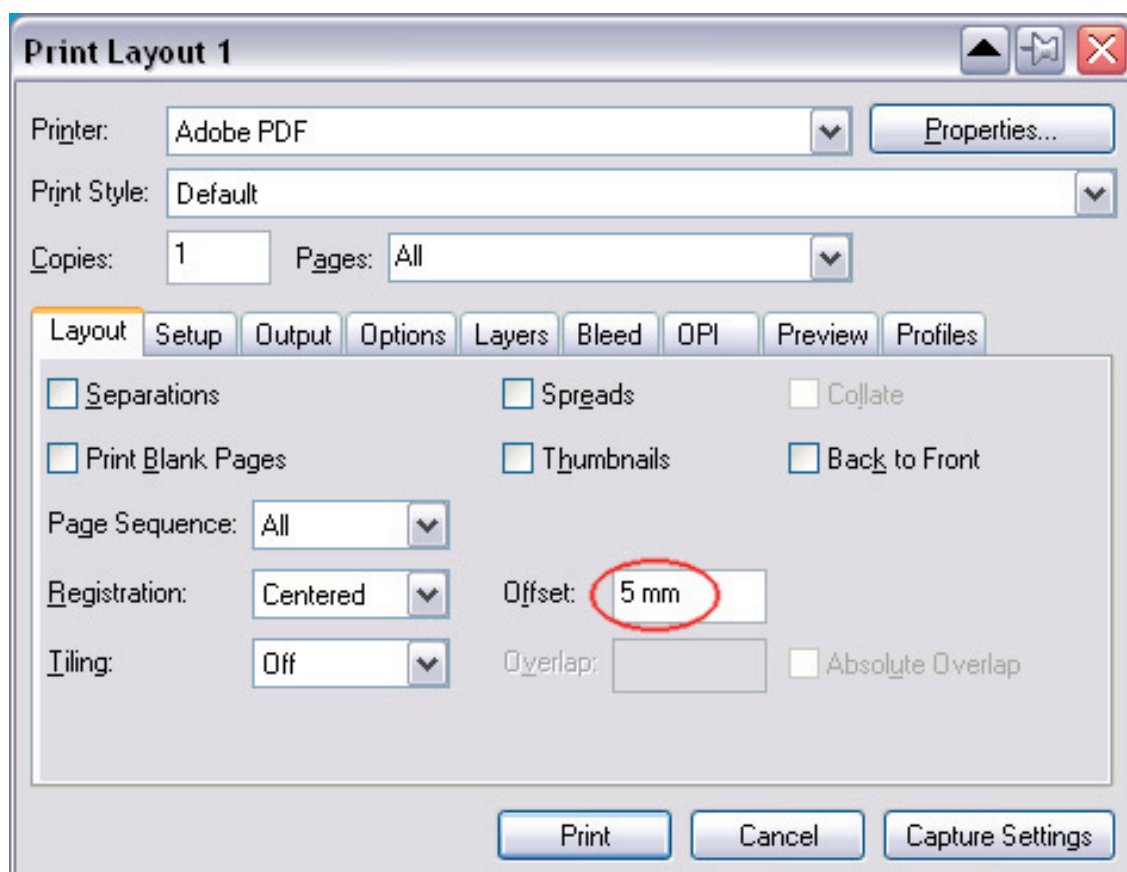 Print Layout 1
Printer: Adobe PDF Properties...
Print Style: Default
Copies: 1 Pages: All
Layout Setup Output Options Layers Bleed OPI Preview Profiles
Separations Spreads Collate
Print Blank Pages Thumbnails Back to Front
Page Sequence: All
Registration: Centered Offset: 5 mm
Tiling: Off Overlap: Absolute Overlap
Print Cancel Capture Settings